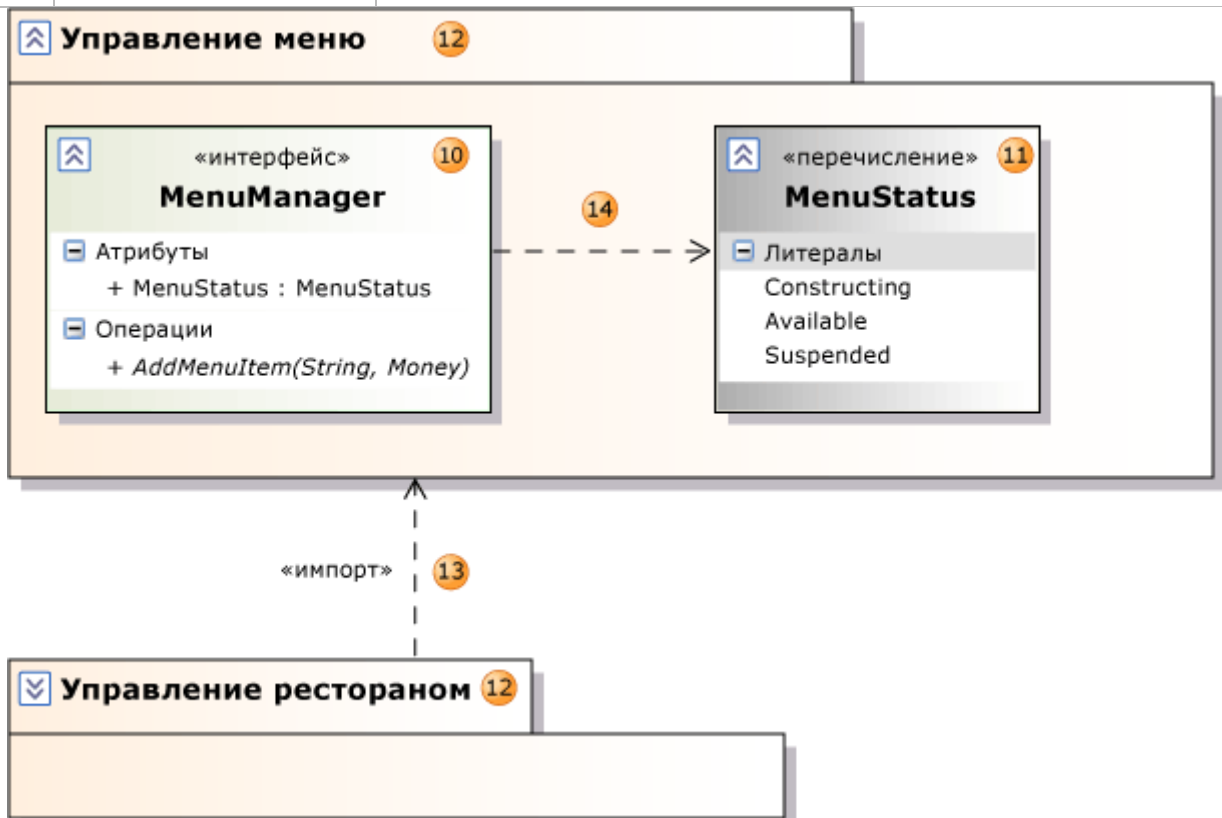 Управление меню 12
«интерфейс» 10
MenuManager
Атрибуты
+ MenuStatus : MenuStatus
Операции
+ AddMenuItem(String, Money)
14
«перечисление» 11
MenuStatus
Литералы
Constructing
Available
Suspended
«импорт» 13
Управление рестораном 12